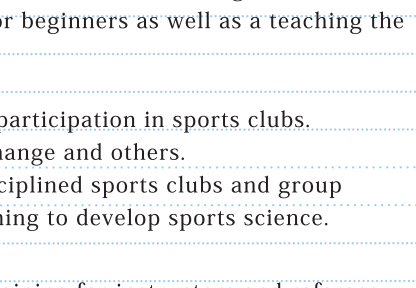 or beginners as well as a teaching the
participation in sports clubs.
hange and others.
ciplined sports clubs and group
ning to develop sports science.